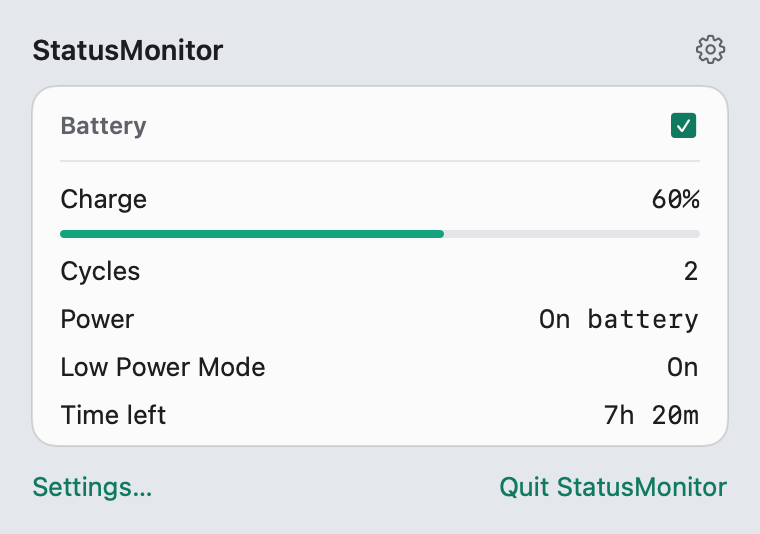 StatusMonitor
Battery
Charge 60%
Cycles 2
Power On battery
Low Power Mode On
Time left 7h 20m
Settings... Quit StatusMonitor